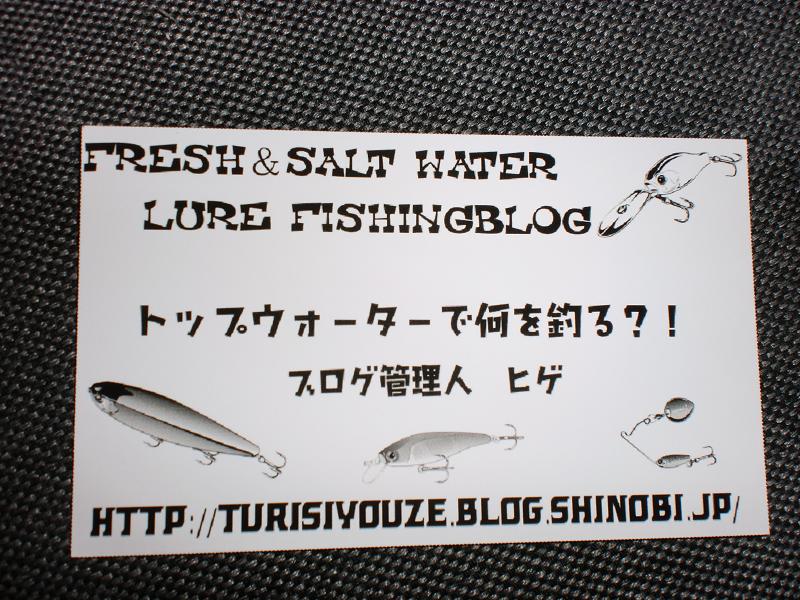 FRESH & SALT WATER
LURE FISHINGBLOG
トップウォーターで何を釣る?!
ブログ管理人 ヒゲ
HTTP://TURISIYOUZE.BLOG.SHINOBI.JP/